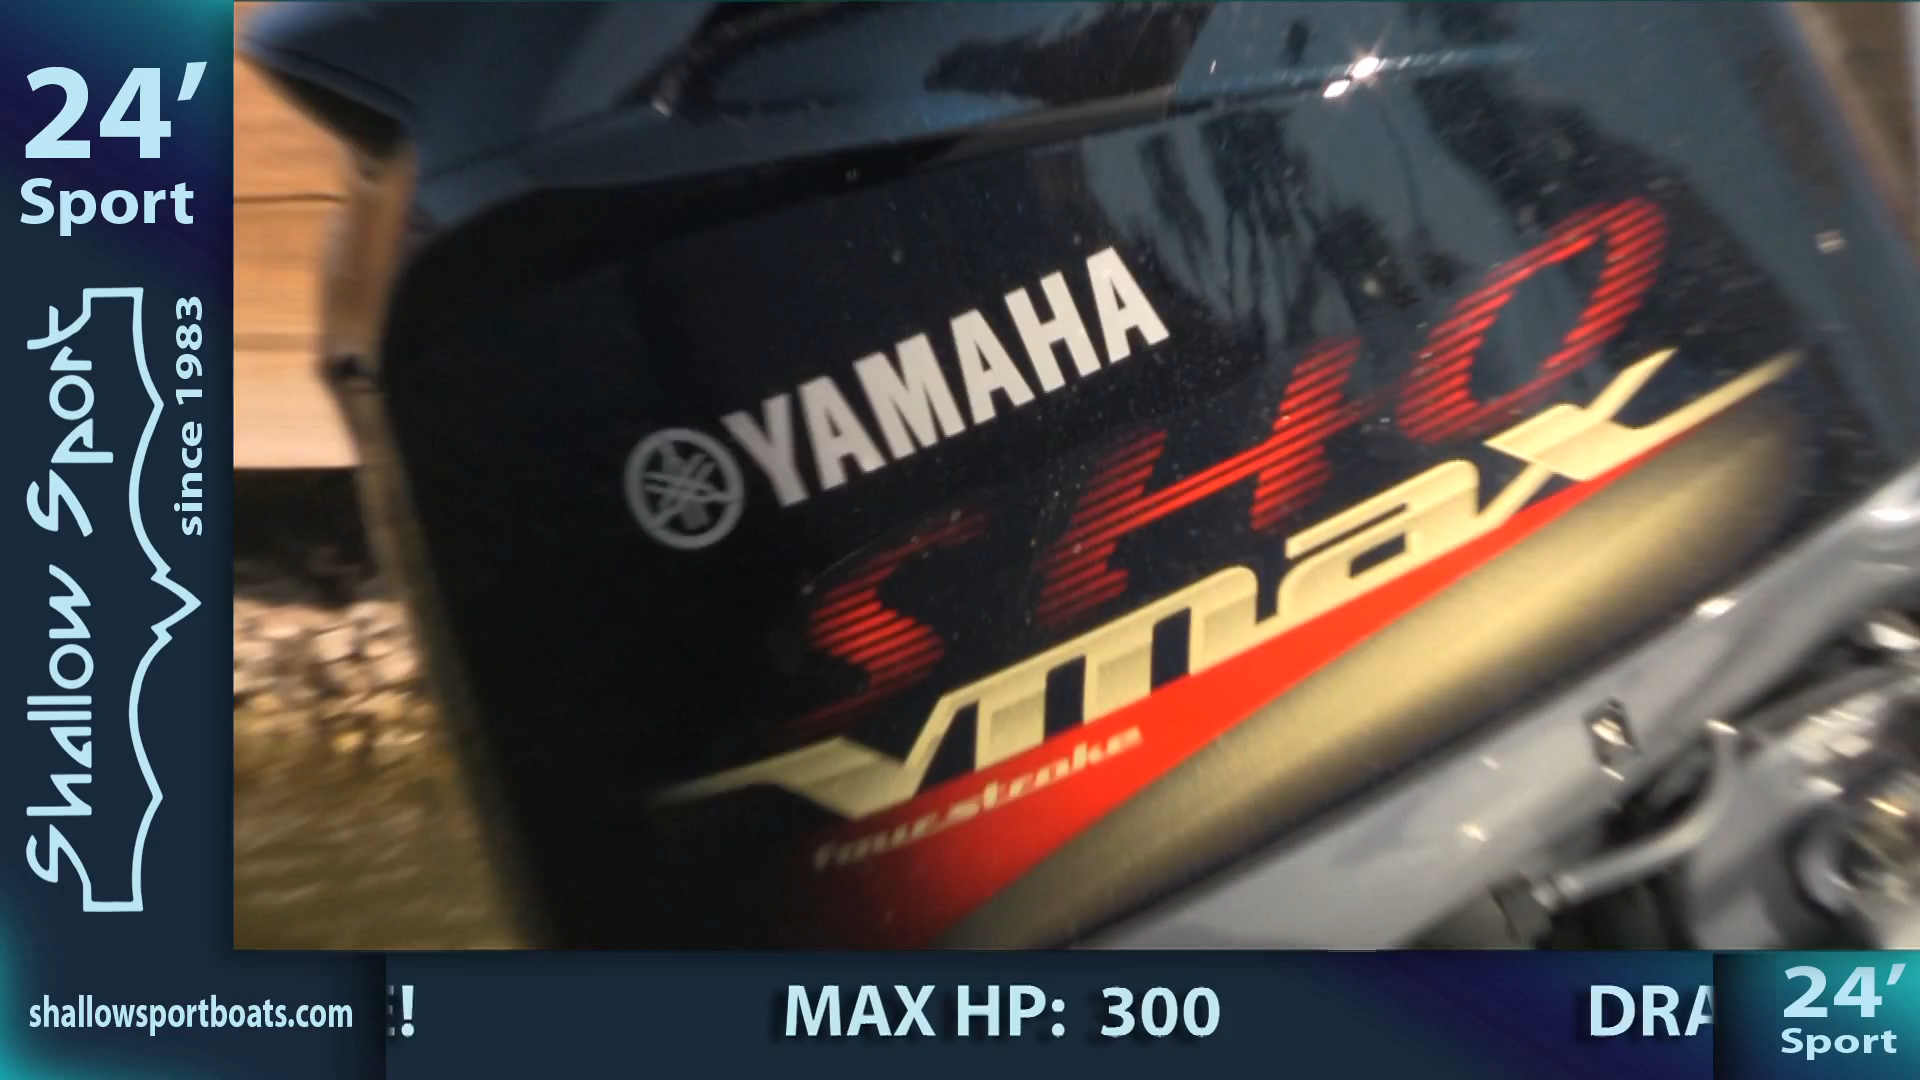 24’
Sport
Shallow Sport
since 1983
YAMAHA
SHO
Vmax
fourstroke
shallowsportboats.com
!
MAX HP: 300
DRA
24’
Sport